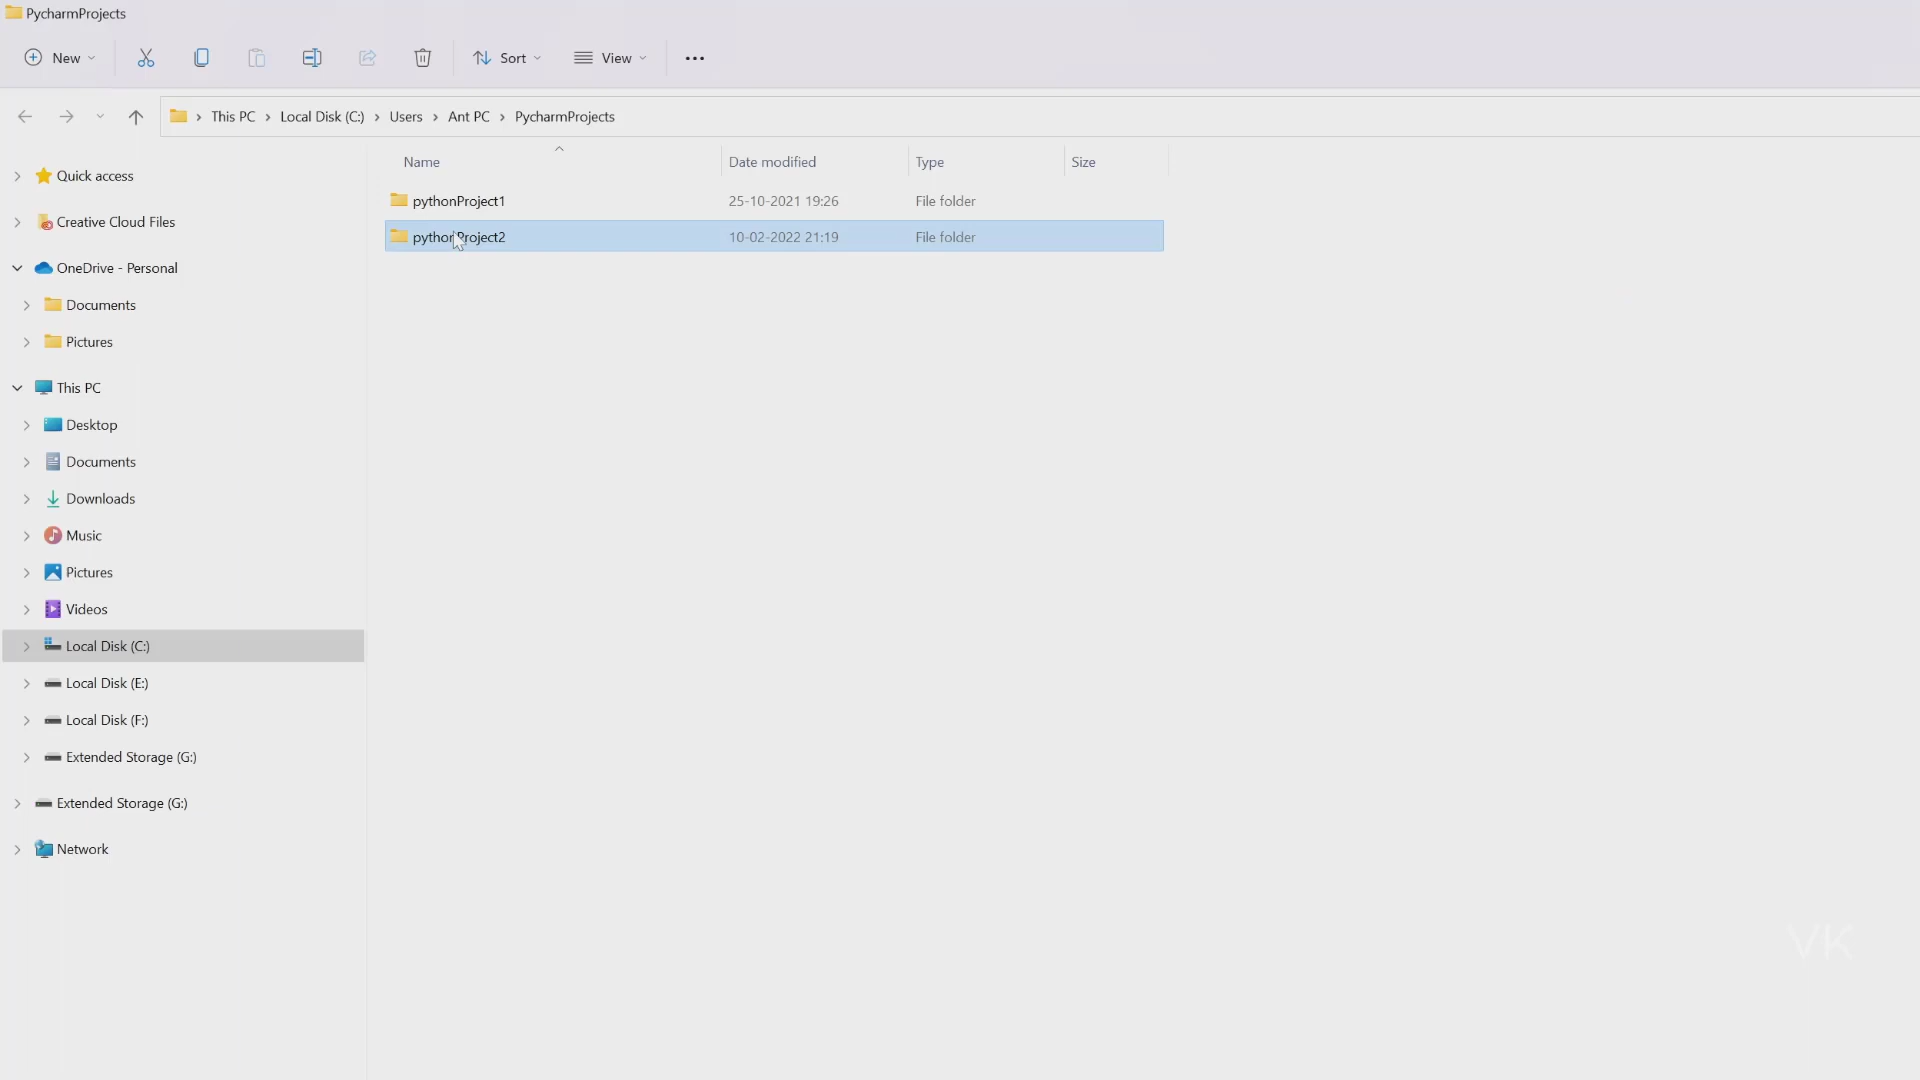 PycharmProjects
New Sort View
This PC Local Disk (C:) Users Ant PC PycharmProjects
Name Date modified Type Size
pythonProject1 25-10-2021 19:26 File folder
pythonProject2 10-02-2022 21:19 File folder
Quick access
Creative Cloud Files
OneDrive - Personal
Documents
Pictures
This PC
Desktop
Documents
Downloads
Music
Pictures
Videos
Local Disk (C:)
Local Disk (E:)
Local Disk (F:)
Extended Storage (G:)
Extended Storage (G:)
Network
VK